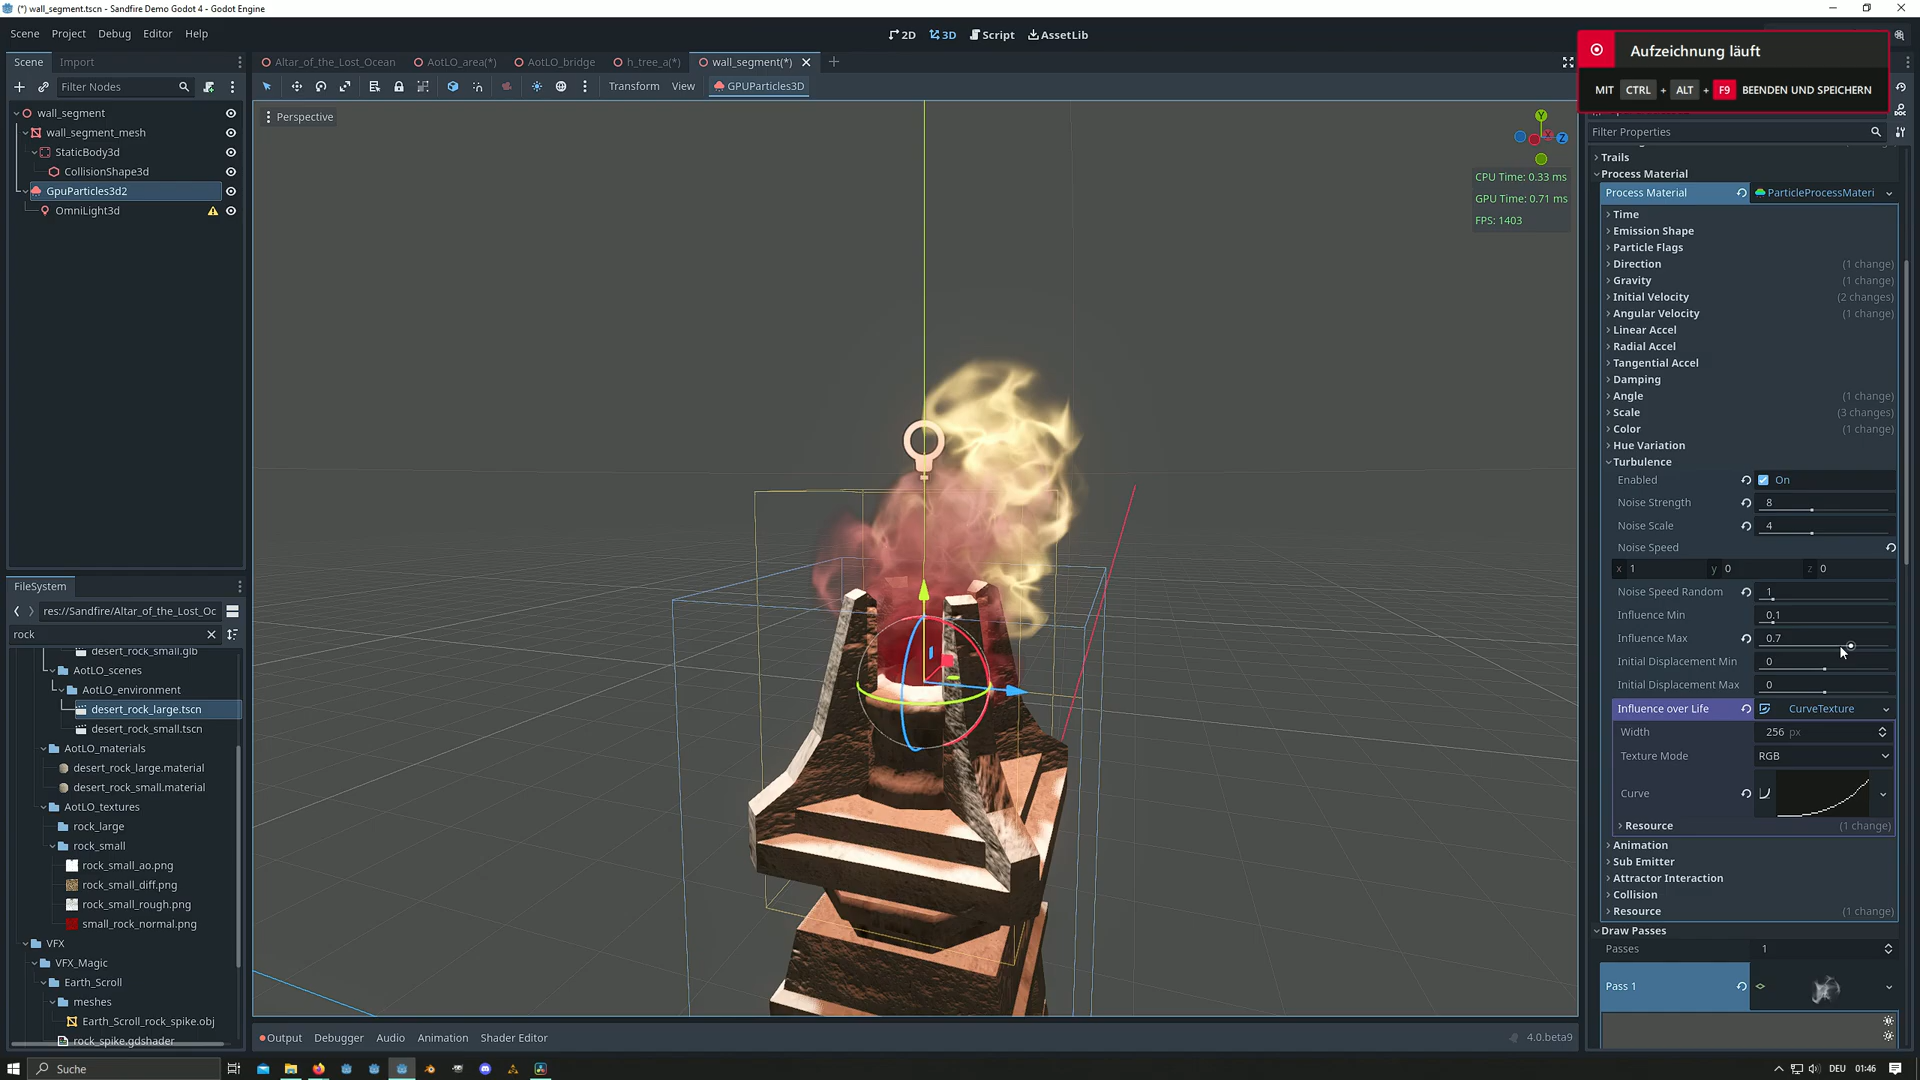 (*) wall_segment.tscn - Sandfire Demo Godot 4 - Godot Engine
Scene Project Debug Editor Help
2D 3D Script AssetLib
Aufzeichnung läuft
MIT CTRL + ALT + F9 BEENDEN UND SPEICHERN
Scene Import
Filter Nodes
wall_segment
wall_segment_mesh
StaticBody3d
CollisionShape3d
GpuParticles3d2
OmniLight3d
Altar_of_the_Lost_Ocean AotLO_area(*) AotLO_bridge h_tree_a(*) wall_segment(*)
Transform View GPUParticles3D
Perspective
Y
X
Z
CPU Time: 0.33 ms
GPU Time: 0.71 ms
FPS: 1403
FileSystem
res://Sandfire/Altar_of_the_Lost_Oc
rock
desert_rock_small.glb
AotLO_scenes
AotLO_environment
desert_rock_large.tscn
desert_rock_small.tscn
AotLO_materials
desert_rock_large.material
desert_rock_small.material
AotLO_textures
rock_large
rock_small
rock_small_ao.png
rock_small_diff.png
rock_small_rough.png
small_rock_normal.png
VFX
VFX_Magic
Earth_Scroll
meshes
Earth_Scroll_rock_spike.obj
rock_spike.gdshader
Output Debugger Audio Animation Shader Editor
4.0.beta9
DOC
Filter Properties
Trails
Process Material
Process Material ParticleProcessMateri
Time
Emission Shape
Particle Flags
Direction (1 change)
Gravity (1 change)
Initial Velocity (2 changes)
Angular Velocity (1 change)
Linear Accel
Radial Accel
Tangential Accel
Damping
Angle (1 change)
Scale (3 changes)
Color (1 change)
Hue Variation
Turbulence
Enabled On
Noise Strength 8
Noise Scale 4
Noise Speed
x 1 y 0 z 0
Noise Speed Random 1
Influence Min 0.1
Influence Max 0.7
Initial Displacement Min 0
Initial Displacement Max 0
Influence over Life CurveTexture
Width 256 px
Texture Mode RGB
Curve
Resource (1 change)
Animation
Sub Emitter
Attractor Interaction
Collision
Resource (1 change)
Draw Passes
Passes 1
Pass 1
Suche
DEU 01:46